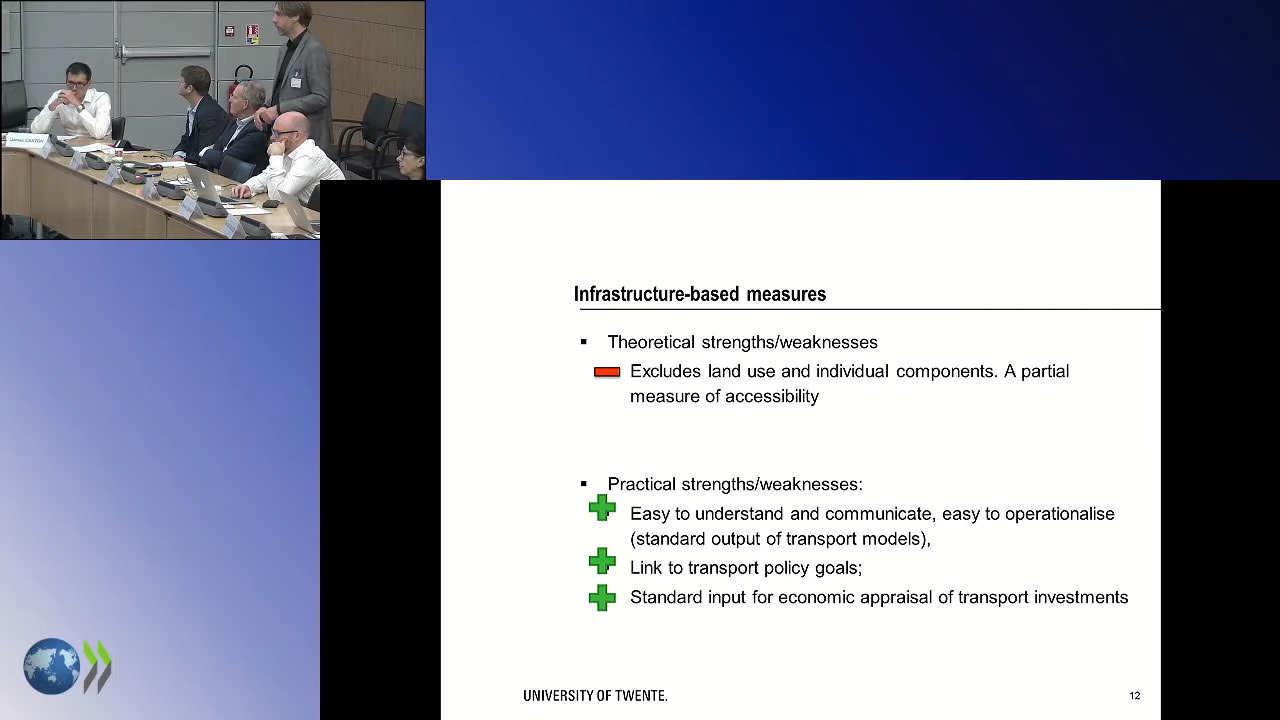 James CANTON
Infrastructure-based measures
Theoretical strengths/weaknesses
Excludes land use and individual components. A partial
measure of accessibility
Practical strengths/weaknesses:
Easy to understand and communicate, easy to operationalise
(standard output of transport models),
Link to transport policy goals;
Standard input for economic appraisal of transport investments
UNIVERSITY OF TWENTE.
12